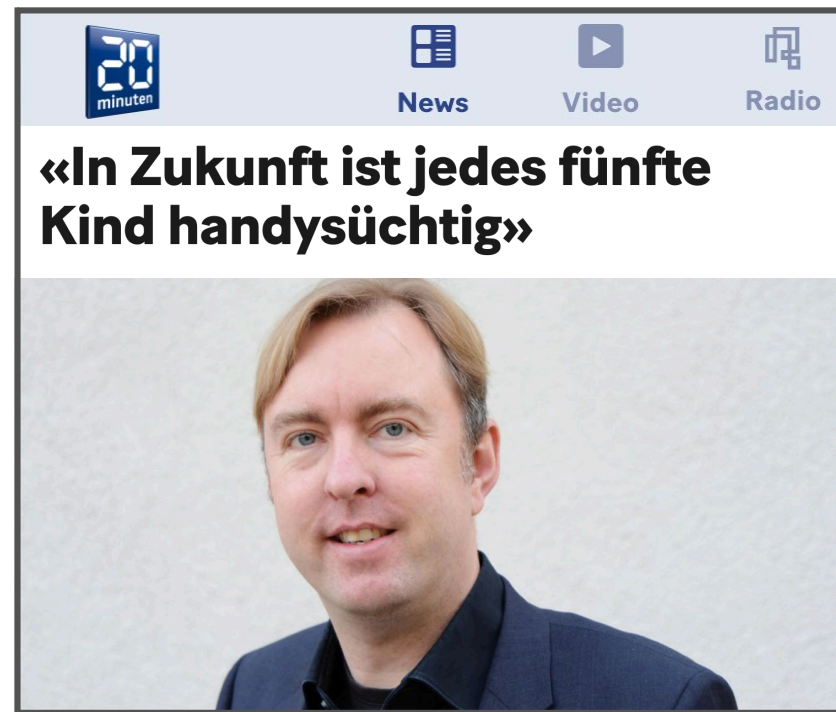 20
minuten
News
Video
Radio
«In Zukunft ist jedes fünfte
Kind handysüchtig»